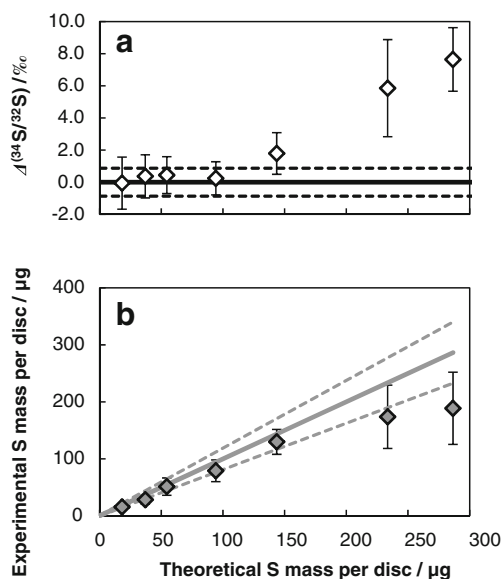 a
10.0
8.0
6.0
4.0
2.0
0.0
-2.0
Δ(³⁴S/³²S) /‰
b
400
300
200
100
0
Experimental S mass per disc / µg
0 50 100 150 200 250 300
Theoretical S mass per disc / µg